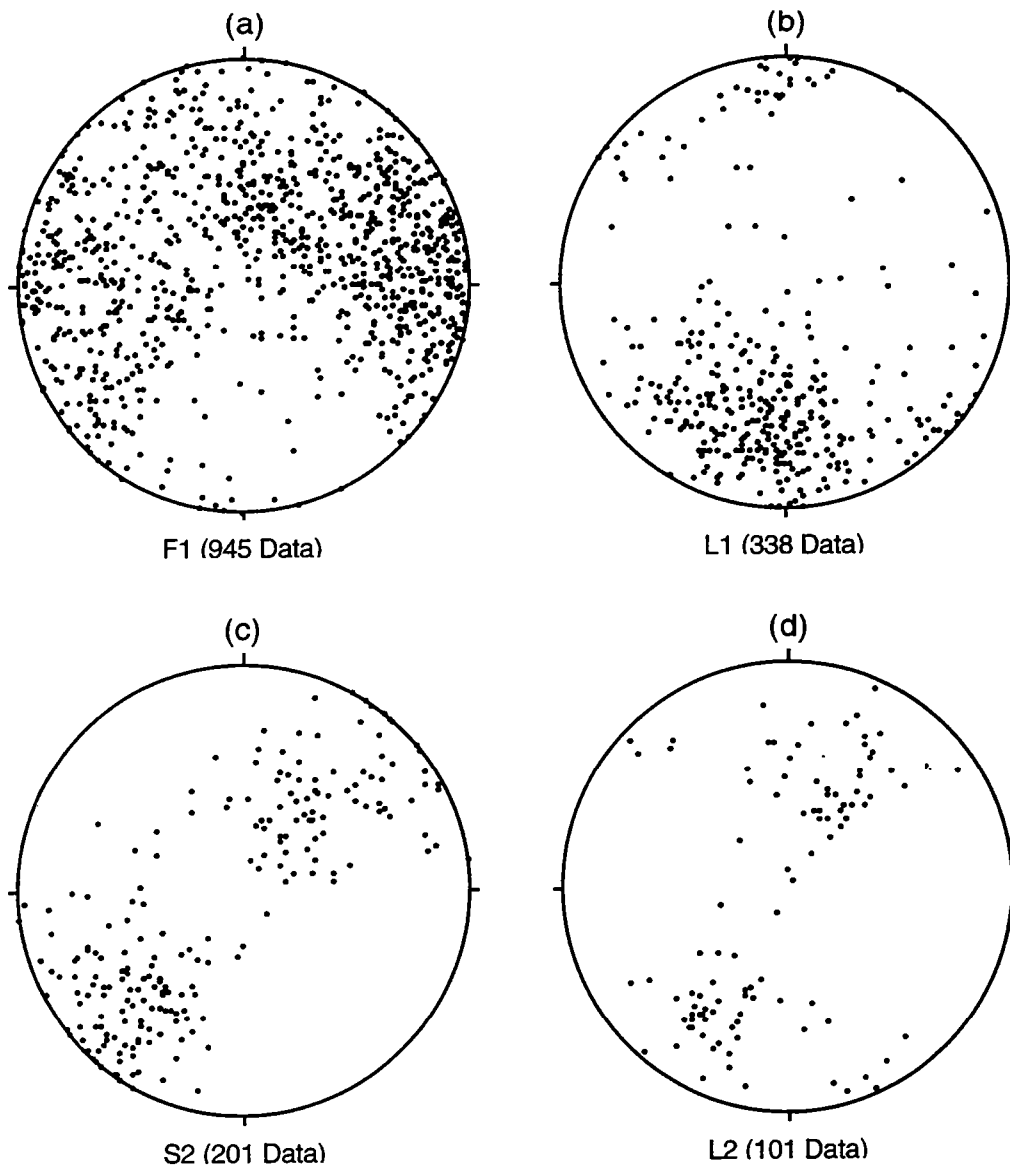 (a)
(b)
F1 (945 Data)
L1 (338 Data)
(c)
(d)
S2 (201 Data)
L2 (101 Data)